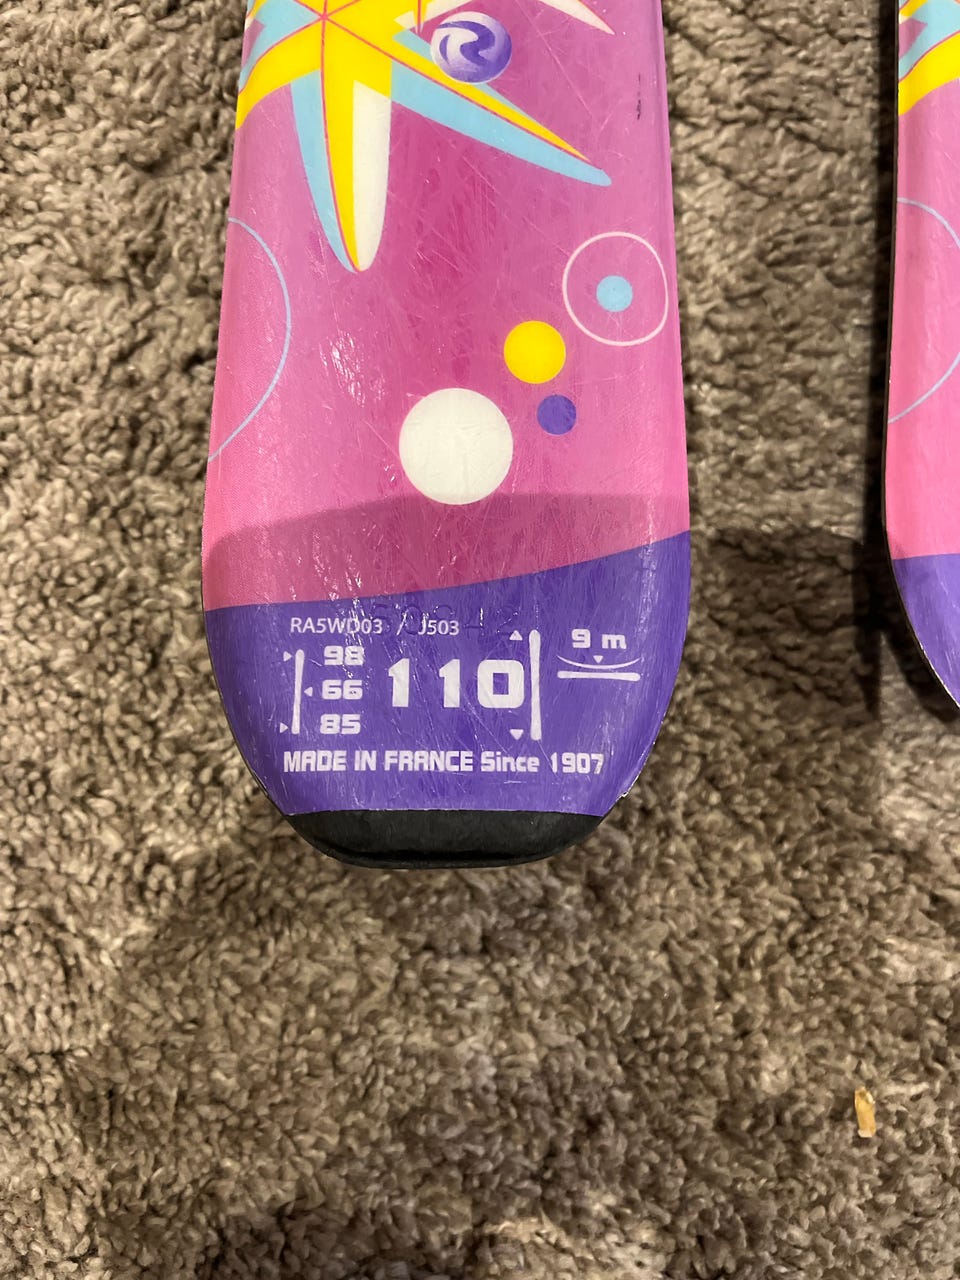 R
RA5WD03 / J503
98
66
85
110
9 m
MADE IN FRANCE Since 1907